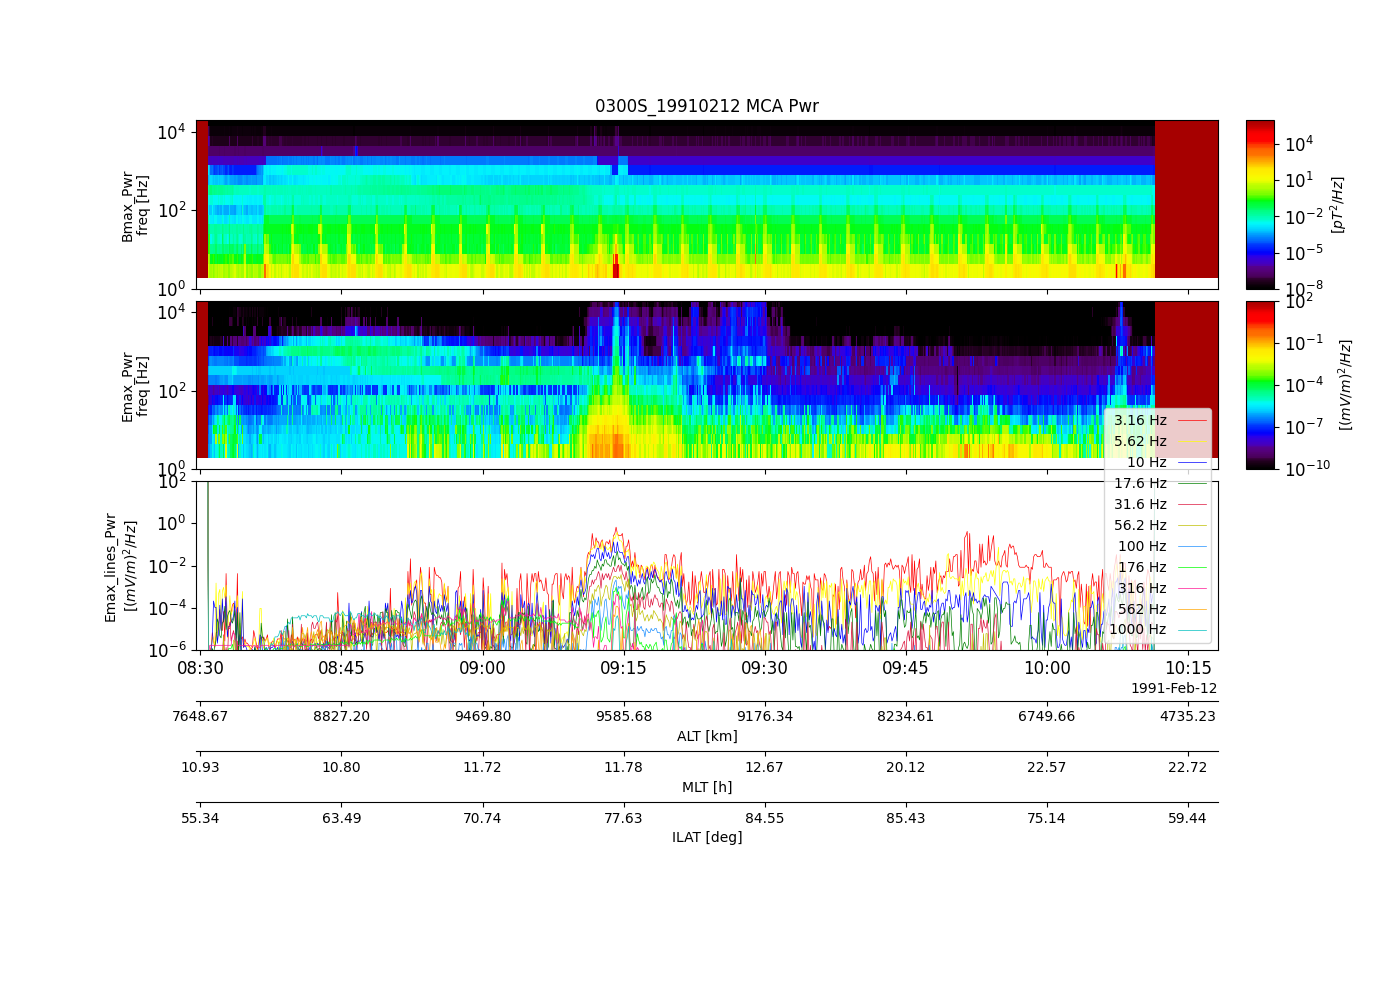 0300S_19910212 MCA Pwr
10^4
10^2
10^0
Bmax_Pwr
freq [Hz]
10^4
10^1
10^−2
10^−5
10^−8
[pT^2/Hz]
10^4
10^2
10^0
Emax_Pwr
freq [Hz]
10^2
10^−1
10^−4
10^−7
10^−10
[(mV/m)^2/Hz]
10^2
10^0
10^−2
10^−4
10^−6
Emax_lines_Pwr
[(mV/m)^2/Hz]
3.16 Hz
5.62 Hz
10 Hz
17.6 Hz
31.6 Hz
56.2 Hz
100 Hz
176 Hz
316 Hz
562 Hz
1000 Hz
08:30 08:45 09:00 09:15 09:30 09:45 10:00 10:15
1991-Feb-12
7648.67 8827.20 9469.80 9585.68 9176.34 8234.61 6749.66 4735.23
ALT [km]
10.93 10.80 11.72 11.78 12.67 20.12 22.57 22.72
MLT [h]
55.34 63.49 70.74 77.63 84.55 85.43 75.14 59.44
ILAT [deg]